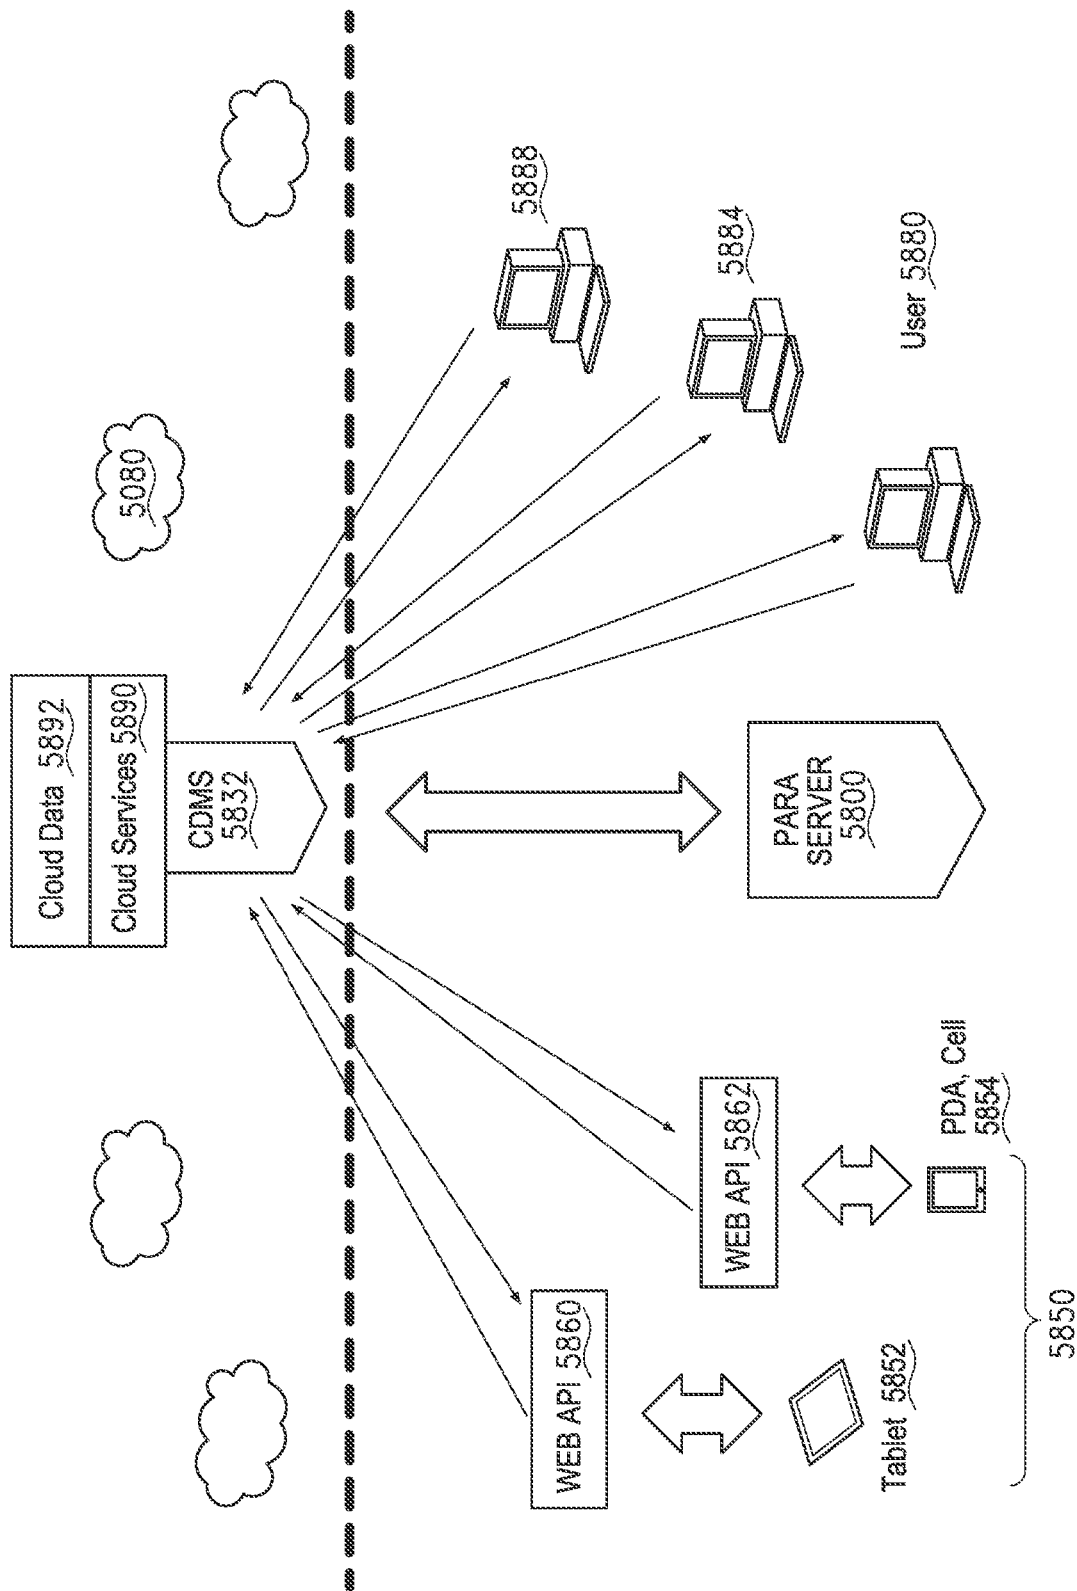 Cloud Data 5892
Cloud Services 5890
CDMS
5832
5080
5888
5884
User 5880
PARA
SERVER
5800
WEB API 5860
WEB API 5862
Tablet 5852
PDA, Cell
5854
5850